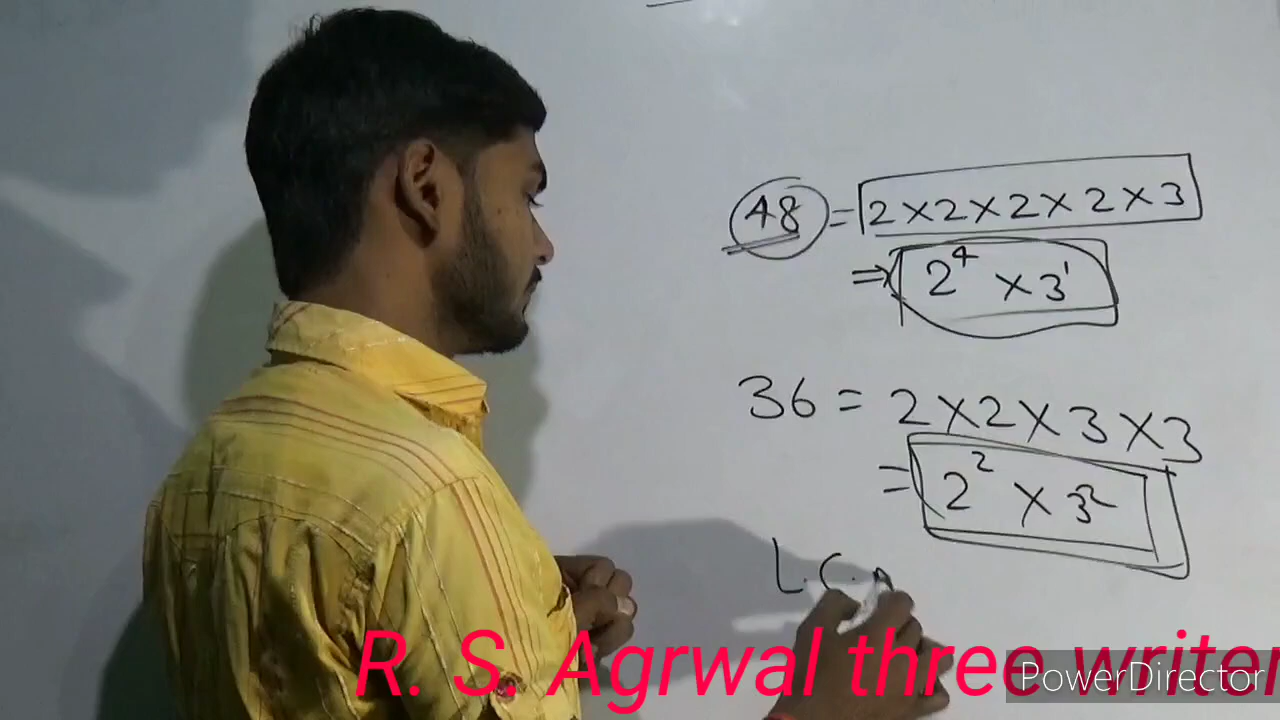 48 = 2 × 2 × 2 × 2 × 3
⇒ 2⁴ × 3¹
36 = 2 × 2 × 3 × 3
= 2² × 3²
L.C.
R. S. Agrwal three writer
PowerDirector